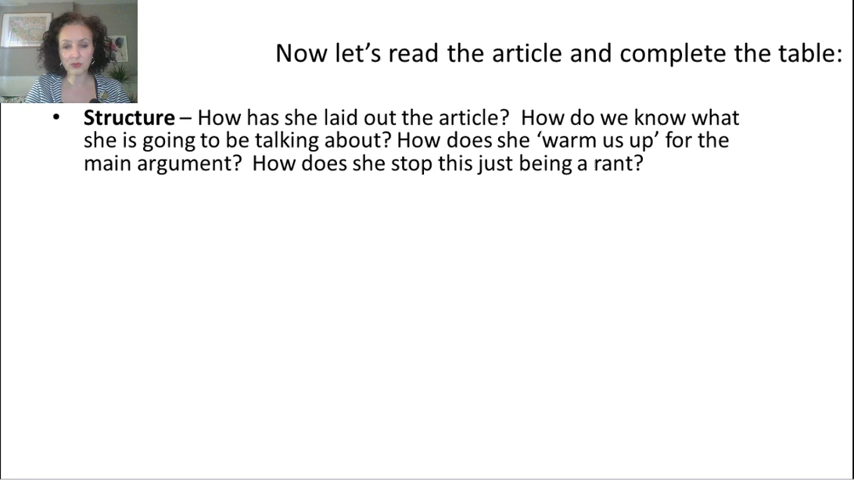 Now let's read the article and complete the table:
• Structure – How has she laid out the article?  How do we know what
she is going to be talking about? How does she 'warm us up' for the
main argument?  How does she stop this just being a rant?